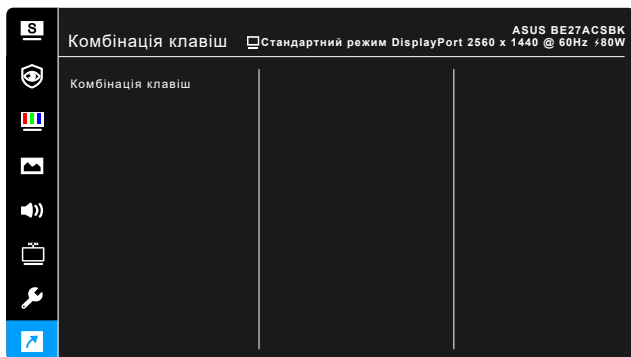 S
ASUS BE27ACSBK
Комбінація клавіш
Стандартний режим DisplayPort 2560 x 1440 @ 60Hz ⚡80W
Комбінація клавіш